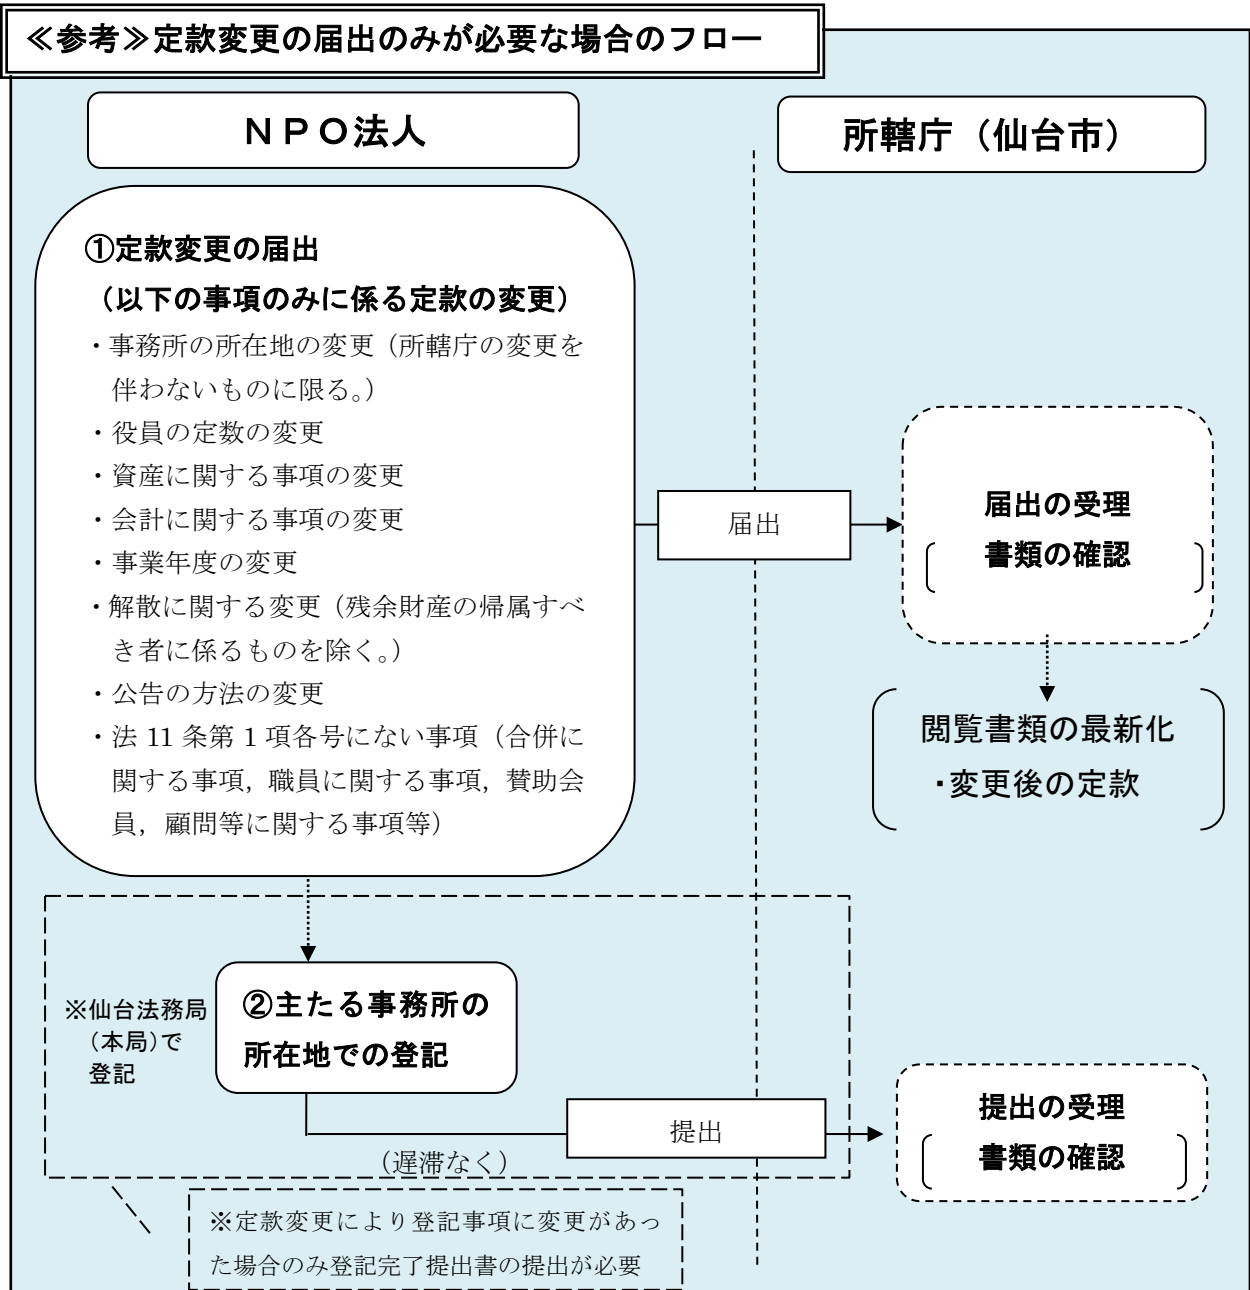 ≪参考≫定款変更の届出のみが必要な場合のフロー
ＮＰＯ法人
所轄庁（仙台市）
①定款変更の届出
（以下の事項のみに係る定款の変更）
・事務所の所在地の変更（所轄庁の変更を
伴わないものに限る。）
・役員の定数の変更
・資産に関する事項の変更
・会計に関する事項の変更
・事業年度の変更
・解散に関する変更（残余財産の帰属すべ
き者に係るものを除く。）
・公告の方法の変更
・法 11 条第 1 項各号にない事項（合併に
関する事項，職員に関する事項，賛助会
員，顧問等に関する事項等）
届出
届出の受理
書類の確認
閲覧書類の最新化
・変更後の定款
※仙台法務局
（本局）で
登記
②主たる事務所の
所在地での登記
提出
（遅滞なく）
提出の受理
書類の確認
※定款変更により登記事項に変更があっ
た場合のみ登記完了提出書の提出が必要